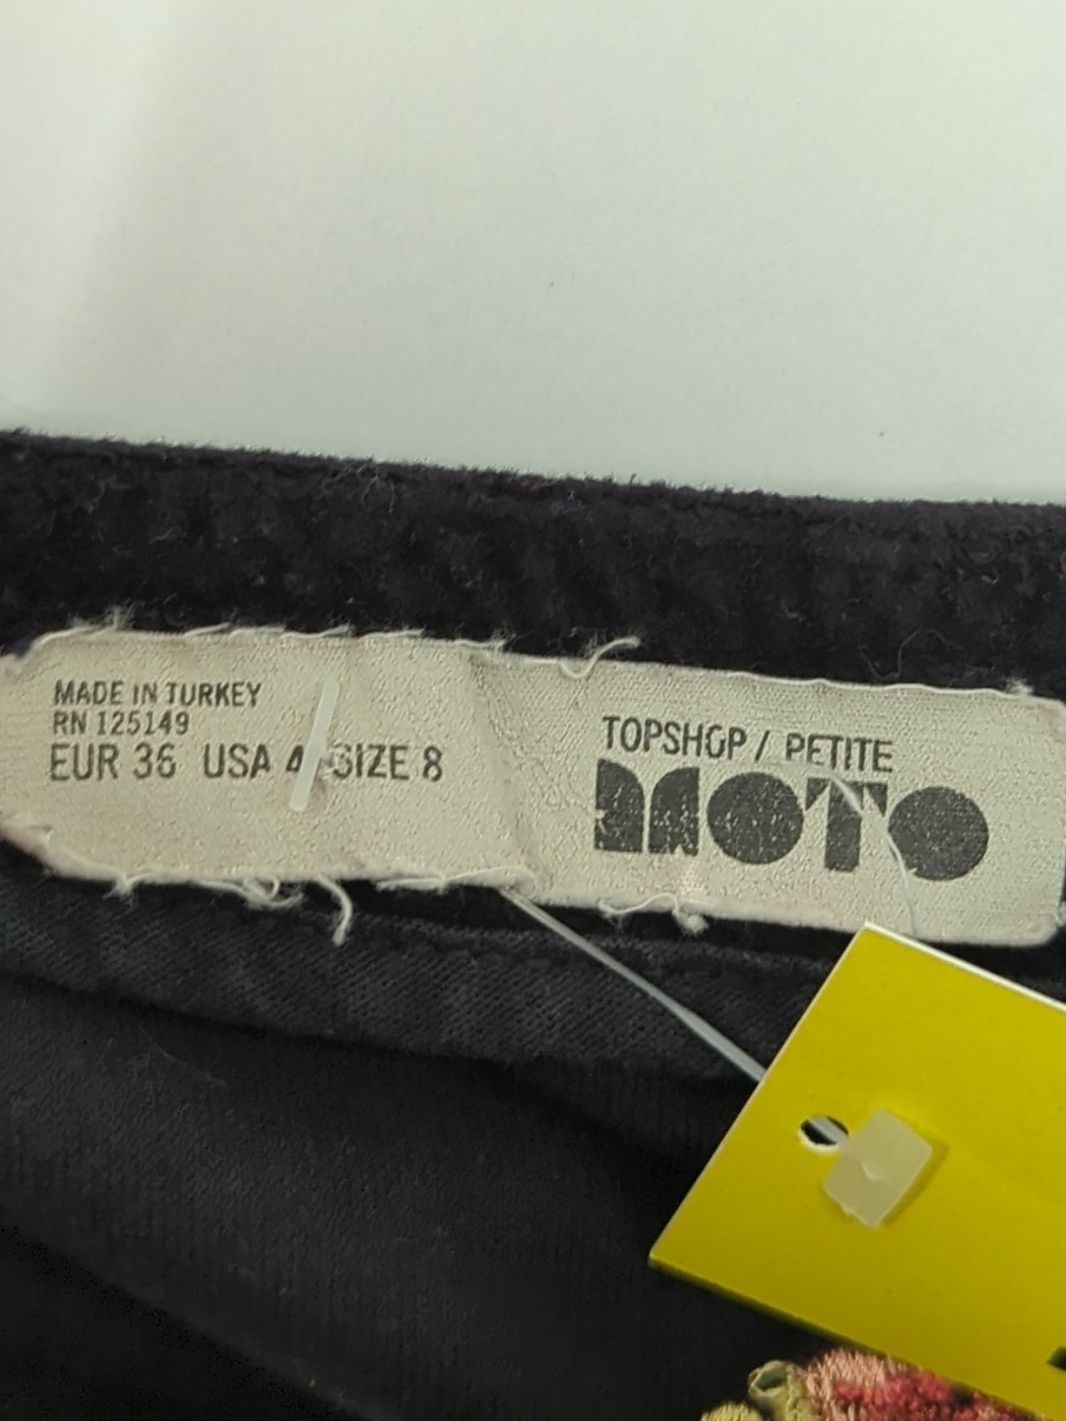 MADE IN TURKEY
RN 125149
EUR 36 USA 4 SIZE 8
TOPSHOP / PETITE
MOTO